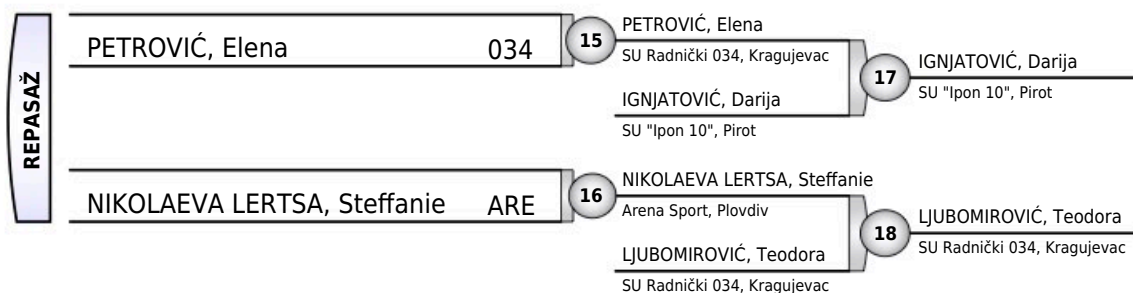 REPASAŽ
PETROVIĆ, Elena 034
15
PETROVIĆ, Elena
SU Radnički 034, Kragujevac
IGNJATOVIĆ, Darija
SU "Ipon 10", Pirot
17
IGNJATOVIĆ, Darija
SU "Ipon 10", Pirot
NIKOLAEVA LERTSA, Steffanie ARE
16
NIKOLAEVA LERTSA, Steffanie
Arena Sport, Plovdiv
LJUBOMIROVIĆ, Teodora
SU Radnički 034, Kragujevac
18
LJUBOMIROVIĆ, Teodora
SU Radnički 034, Kragujevac